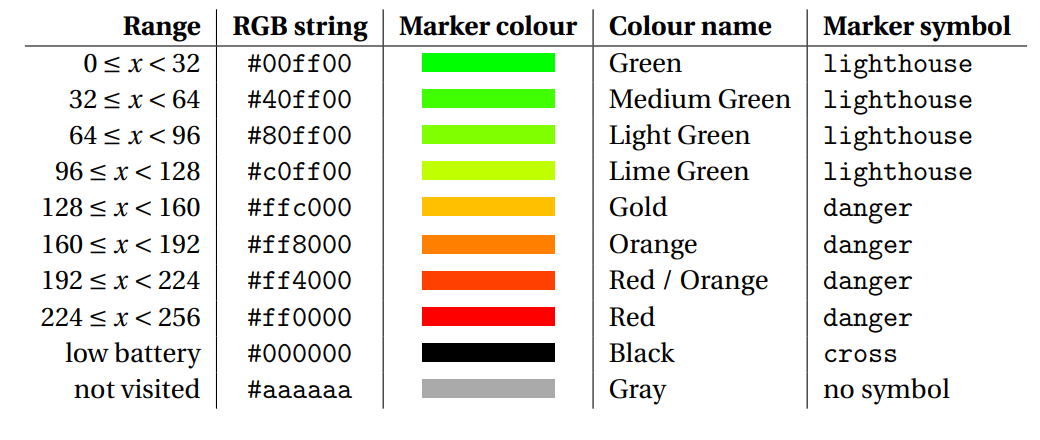 Range RGB string Marker colour Colour name Marker symbol
0 ≤ x < 32 #00ff00 Green lighthouse
32 ≤ x < 64 #40ff00 Medium Green lighthouse
64 ≤ x < 96 #80ff00 Light Green lighthouse
96 ≤ x < 128 #c0ff00 Lime Green lighthouse
128 ≤ x < 160 #ffc000 Gold danger
160 ≤ x < 192 #ff8000 Orange danger
192 ≤ x < 224 #ff4000 Red / Orange danger
224 ≤ x < 256 #ff0000 Red danger
low battery #000000 Black cross
not visited #aaaaaa Gray no symbol